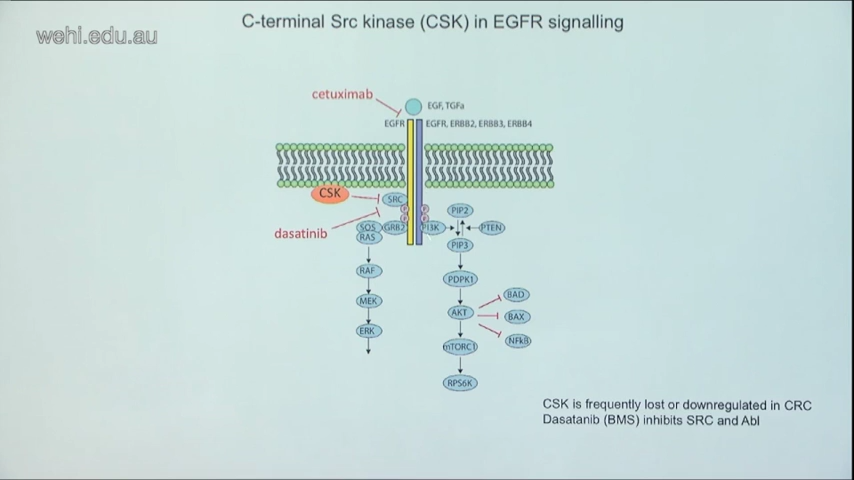 C-terminal Src kinase (CSK) in EGFR signalling
wehi.edu.au
cetuximab
EGF, TGFa
EGFR
EGFR, ERBB2, ERBB3, ERBB4
CSK
SRC
P
P
P
P
PIP2
dasatinib
SOS
RAS
GRB2
PI3K
PTEN
PIP3
RAF
PDPK1
MEK
AKT
BAD
BAX
ERK
NFkB
mTORC1
RPS6K
CSK is frequently lost or downregulated in CRC
Dasatanib (BMS) inhibits SRC and Abl